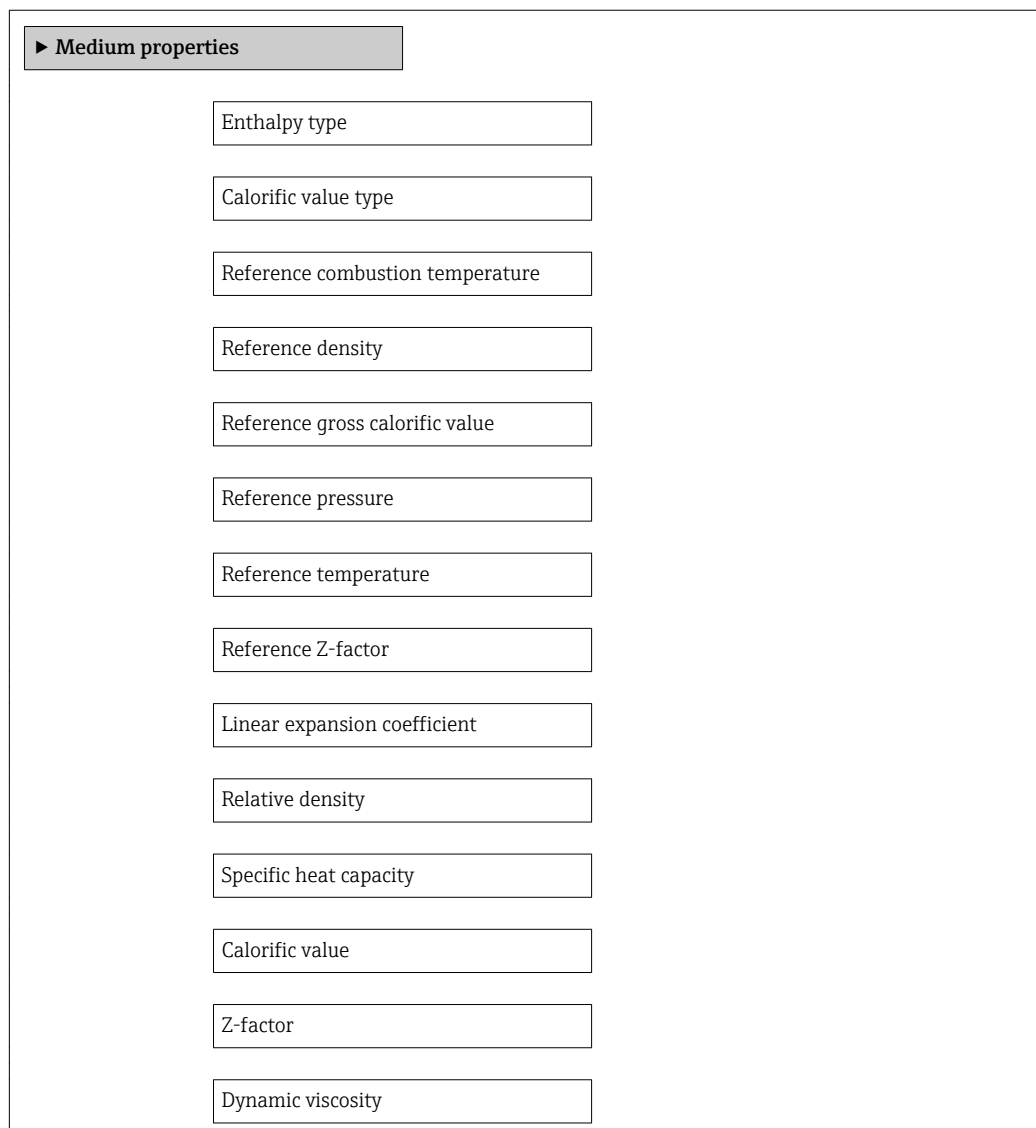 ▶ Medium properties
Enthalpy type
Calorific value type
Reference combustion temperature
Reference density
Reference gross calorific value
Reference pressure
Reference temperature
Reference Z-factor
Linear expansion coefficient
Relative density
Specific heat capacity
Calorific value
Z-factor
Dynamic viscosity